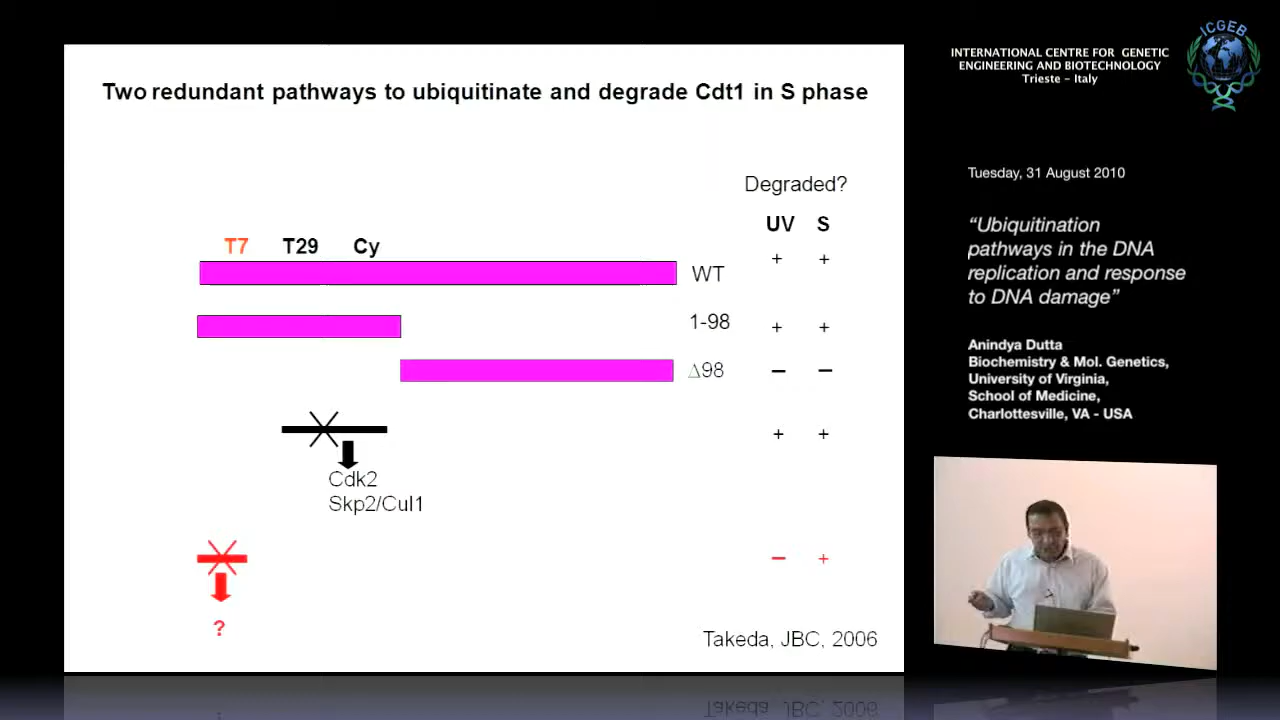 Two redundant pathways to ubiquitinate and degrade Cdt1 in S phase
Degraded?
UV S
T7 T29 Cy
WT + +
1-98 + +
Δ98 – –
+ +
Cdk2
Skp2/Cul1
– +
?
Takeda, JBC, 2006
ICGEB
INTERNATIONAL CENTRE FOR GENETIC
ENGINEERING AND BIOTECHNOLOGY
Trieste – Italy
Tuesday, 31 August 2010
“Ubiquitination
pathways in the DNA
replication and response
to DNA damage”
Anindya Dutta
Biochemistry & Mol. Genetics,
University of Virginia,
School of Medicine,
Charlottesville, VA - USA